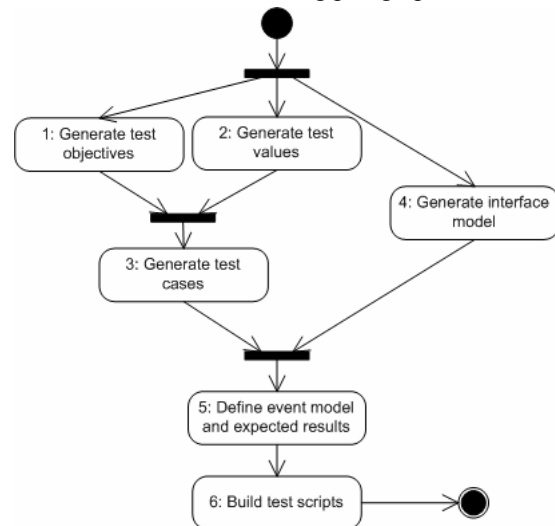 1: Generate test
objectives
2: Generate test
values
4: Generate interface
model
3: Generate test
cases
5: Define event model
and expected results
6: Build test scripts